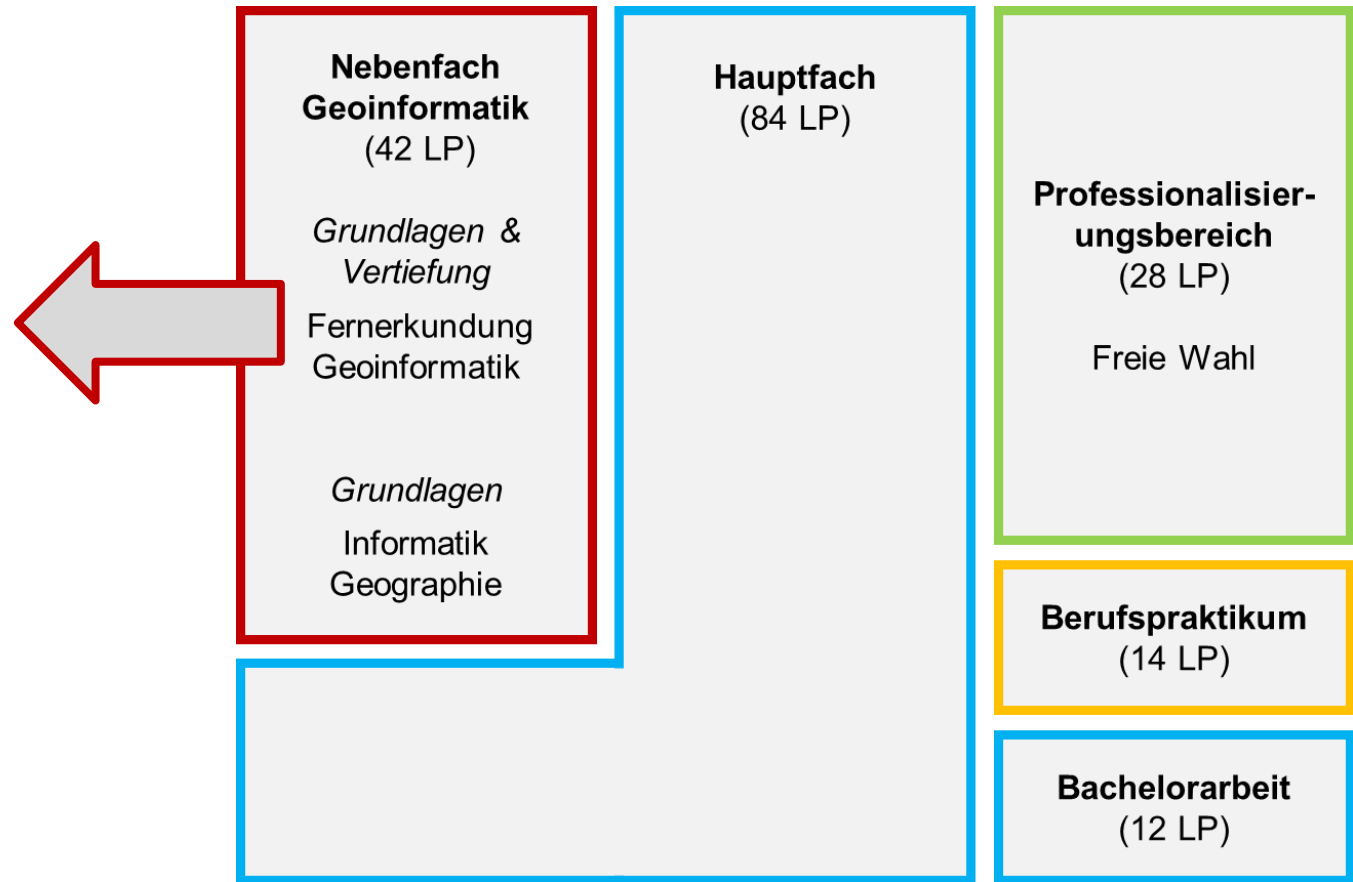 Nebenfach
Geoinformatik
(42 LP)
Grundlagen &
Vertiefung
Fernerkundung
Geoinformatik
Grundlagen
Informatik
Geographie
Hauptfach
(84 LP)
Professionalisier-
ungsbereich
(28 LP)
Freie Wahl
Berufspraktikum
(14 LP)
Bachelorarbeit
(12 LP)